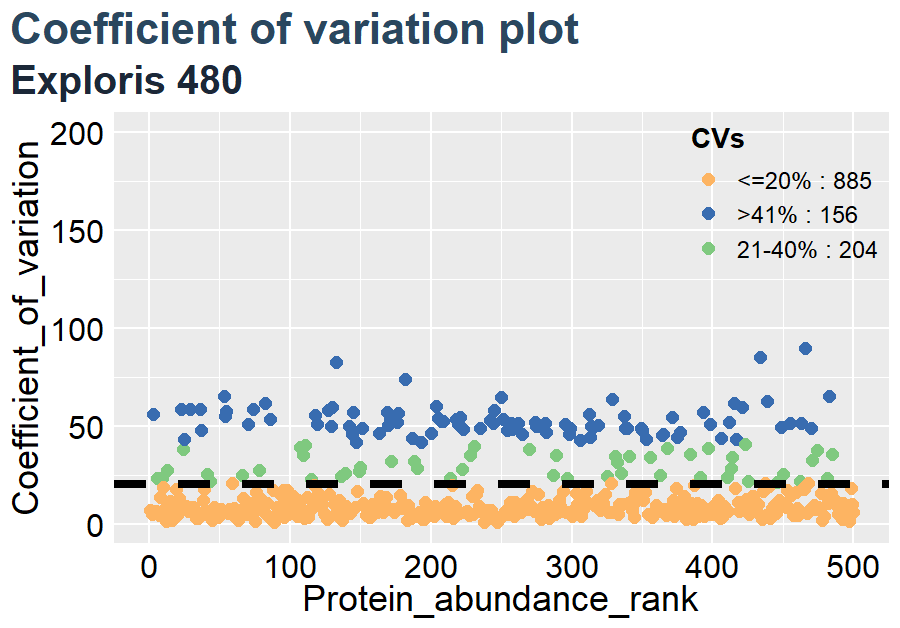 Coefficient of variation plot
Exploris 480
Coefficient_of_variation
200
150
100
50
0
CVs
<=20% : 885
>41% : 156
21-40% : 204
0 100 200 300 400 500
Protein_abundance_rank